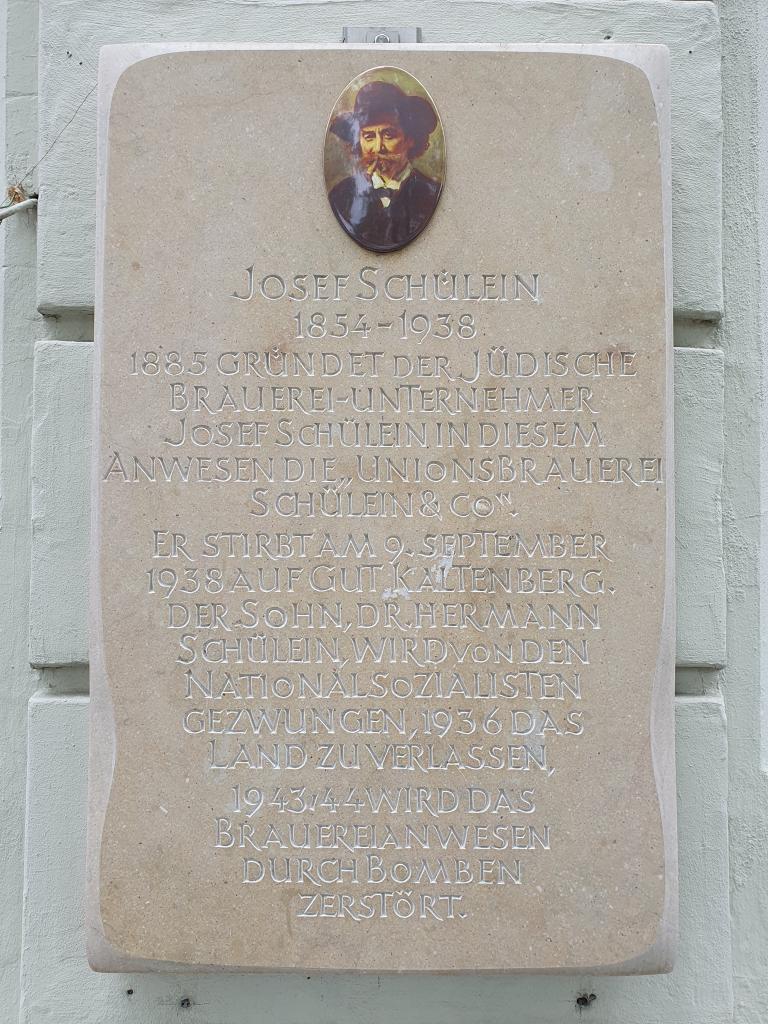 JOSEF SCHÜLEIN
1854-1938
1885 GRÜNDET DER JÜDISCHE
BRAUEREI-UNTERNEHMER
JOSEF SCHÜLEIN IN DIESEM
ANWESEN DIE „UNIONSBRAUEREI
SCHÜLEIN & CO“.
ER STIRBT AM 9. SEPTEMBER
1938 AUF GUT KALTENBERG.
DER SOHN, DR. HERMANN
SCHÜLEIN, WIRD VON DEN
NATIONALSOZIALISTEN
GEZWUNGEN, 1936 DAS
LAND ZU VERLASSEN,
1943/44 WIRD DAS
BRAUEREIANWESEN
DURCH BOMBEN
ZERSTÖRT.